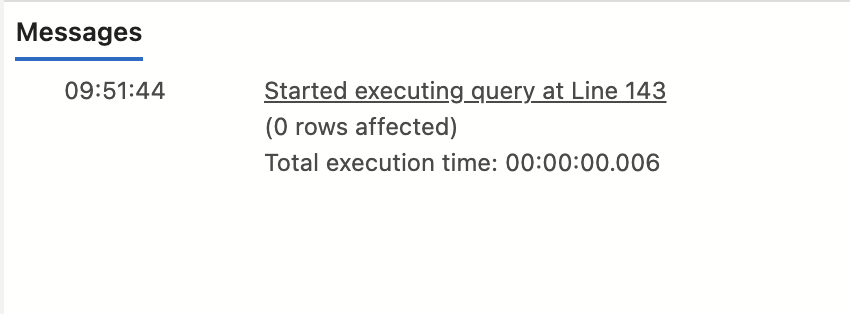 Messages
09:51:44 Started executing query at Line 143
(0 rows affected)
Total execution time: 00:00:00.006